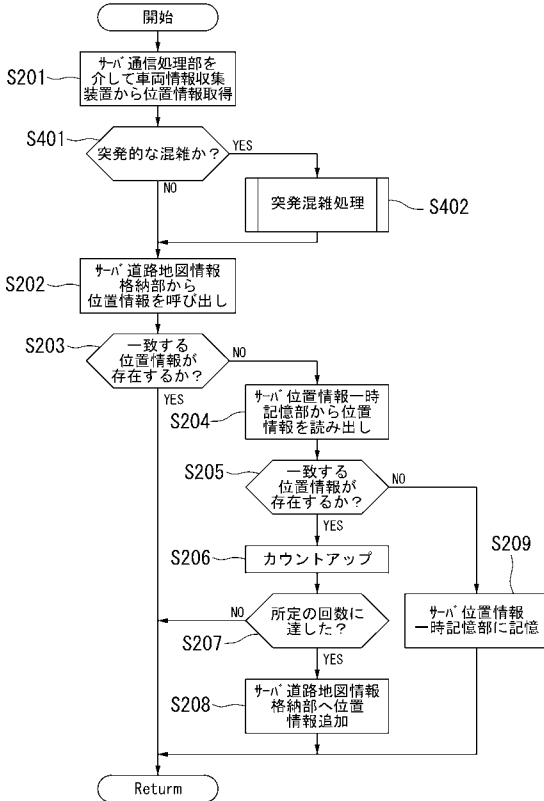 開始
S201
サーバ通信処理部を
介して車両情報収集
装置から位置情報取得
S401
突発的な混雑か？
YES
NO
突発混雑処理
S402
S202
サーバ道路地図情報
格納部から
位置情報を呼び出し
S203
一致する
位置情報が
存在するか？
NO
YES
S204
サーバ位置情報一時
記憶部から位置
情報を読み出し
S205
一致する
位置情報が
存在するか？
NO
YES
S206
カウントアップ
S209
サーバ位置情報
一時記憶部に記憶
NO
所定の回数に
達した？
S207
YES
S208
サーバ道路地図情報
格納部へ位置
情報追加
Returm